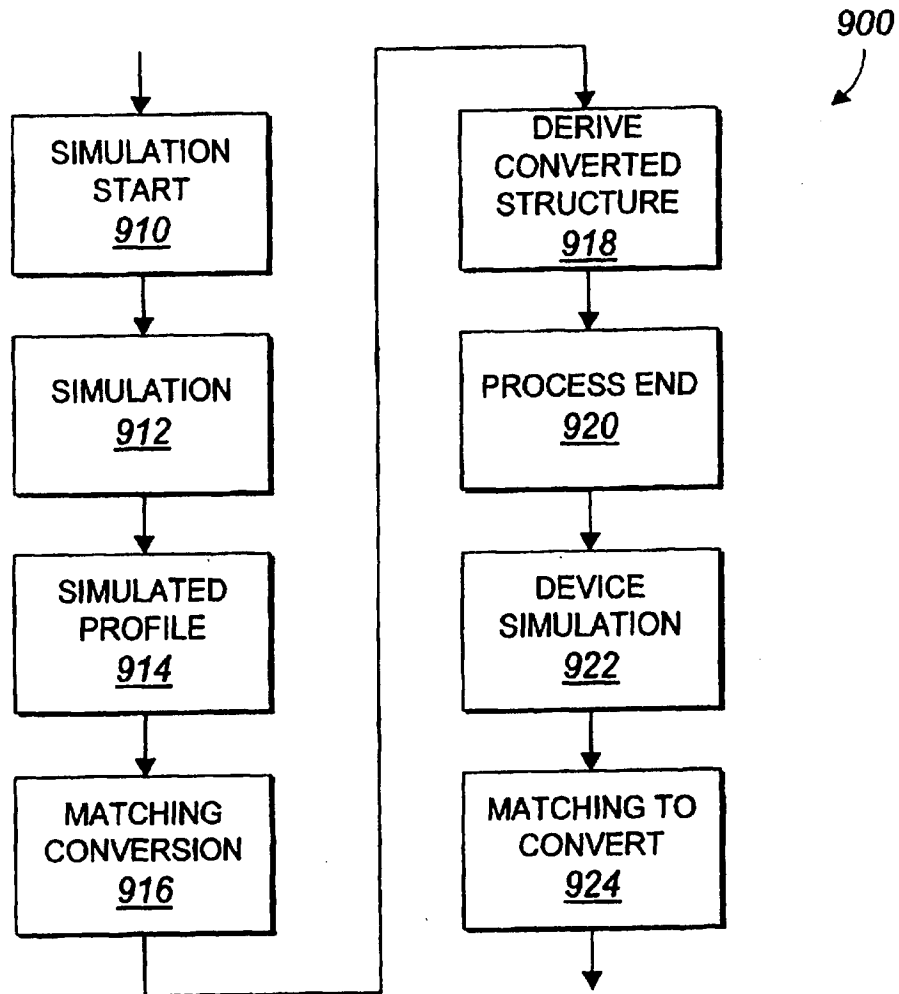 900
SIMULATION
START
910
SIMULATION
912
SIMULATED
PROFILE
914
MATCHING
CONVERSION
916
DERIVE
CONVERTED
STRUCTURE
918
PROCESS END
920
DEVICE
SIMULATION
922
MATCHING TO
CONVERT
924